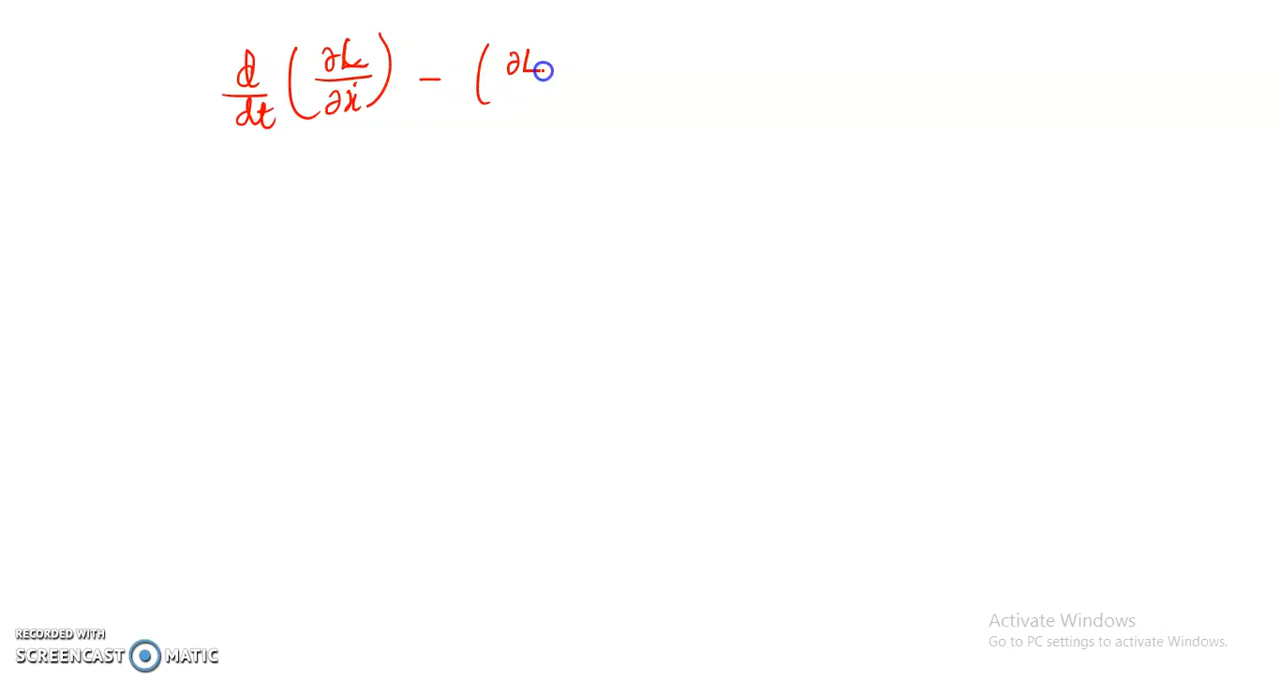 d/dt (∂L/∂ẋ) - (∂L
RECORDED WITH
SCREENCAST MATIC
Activate Windows
Go to PC settings to activate Windows.